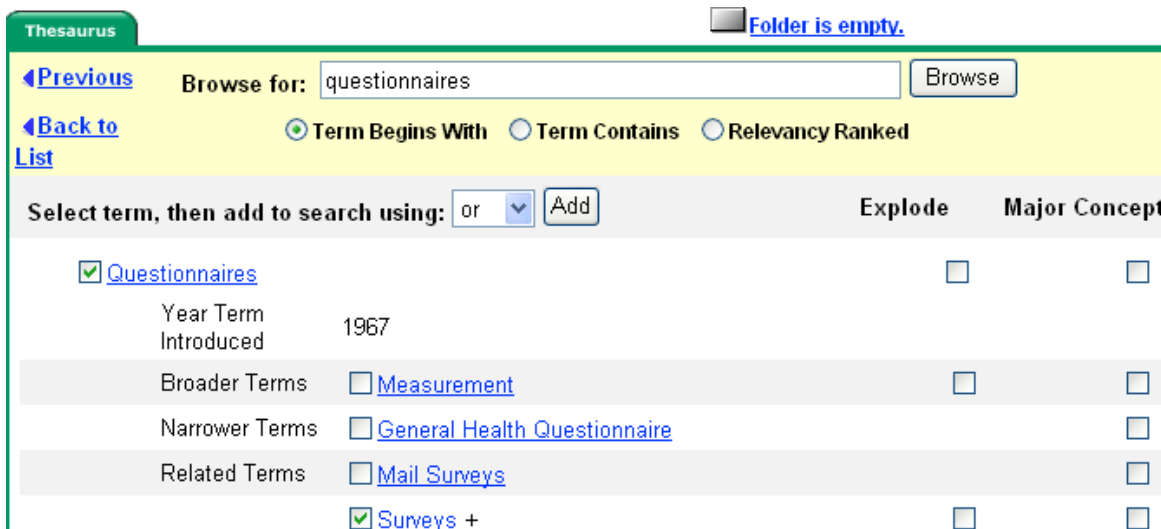 Thesaurus
Folder is empty.
Previous Browse for: questionnaires Browse
Back to List Term Begins With Term Contains Relevancy Ranked
Select term, then add to search using: or Add Explode Major Concept
Questionnaires
Year Term Introduced 1967
Broader Terms Measurement
Narrower Terms General Health Questionnaire
Related Terms Mail Surveys
Surveys +